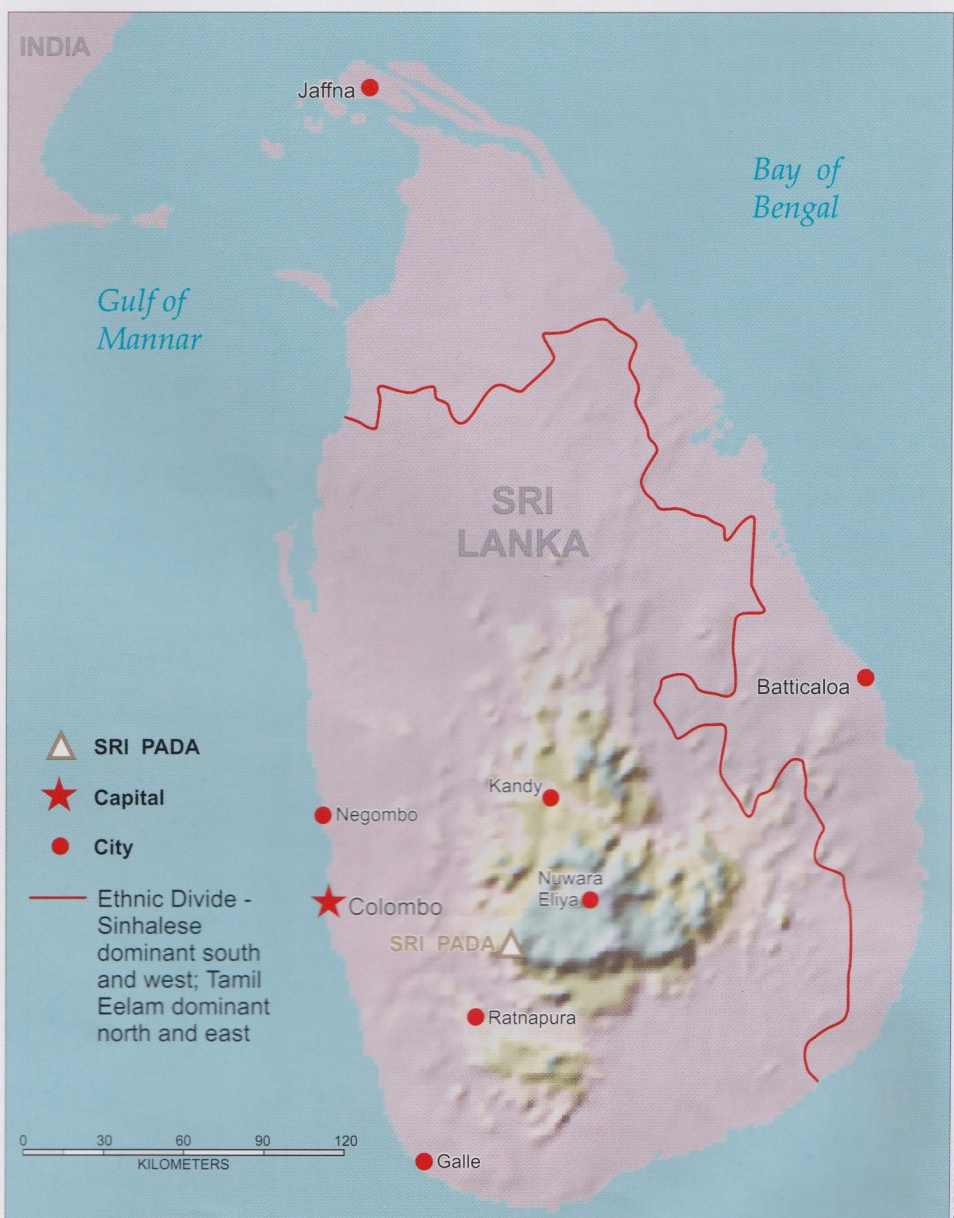 INDIA
Jaffna
Bay of
Bengal
Gulf of
Mannar
SRI
LANKA
Batticaloa
SRI PADA
Capital
City
Ethnic Divide -
Sinhalese
dominant south
and west; Tamil
Eelam dominant
north and east
Kandy
Negombo
Nuwara
Eliya
Colombo
SRI PADA
Ratnapura
0 30 60 90 120
KILOMETERS
Galle